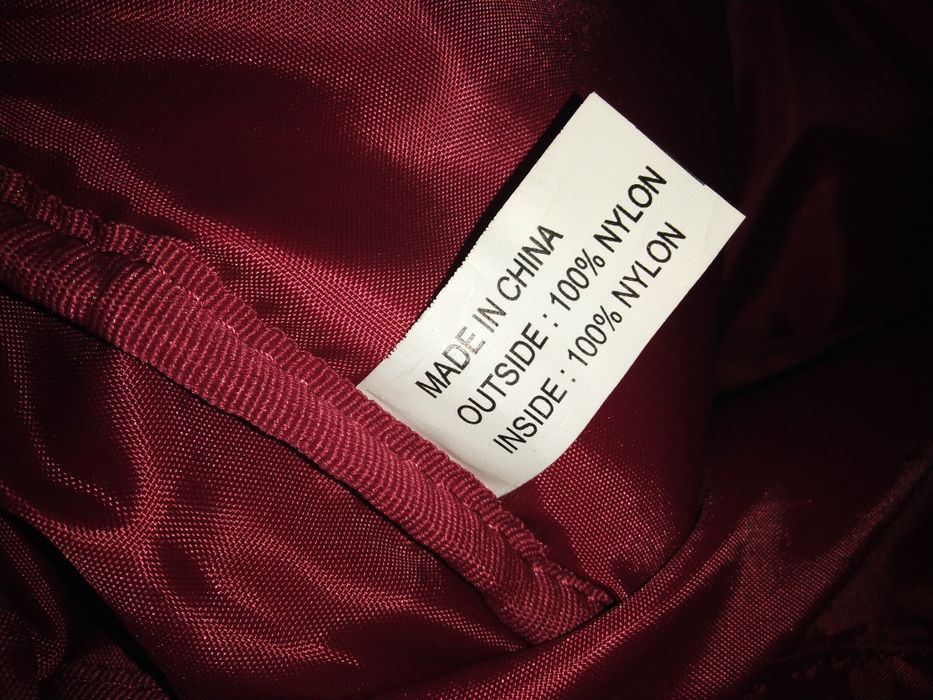 MADE IN CHINA
OUTSIDE : 100% NYLON
INSIDE : 100% NYLON